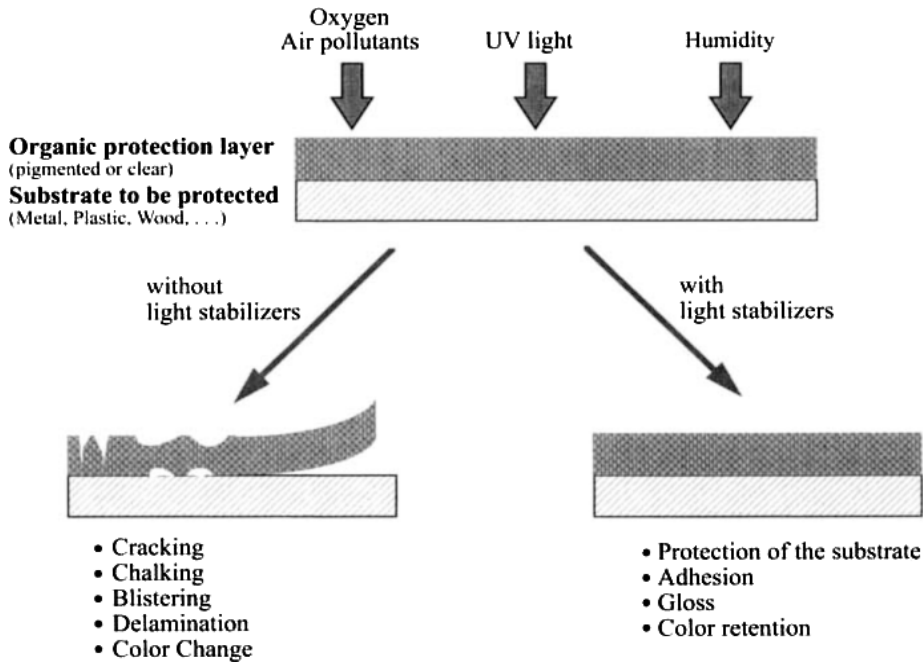 Oxygen
Air pollutants
UV light
Humidity
Organic protection layer
(pigmented or clear)
Substrate to be protected
(Metal, Plastic, Wood, . . . .)
without
light stabilizers
with
light stabilizers
• Cracking
• Chalking
• Blistering
• Delamination
• Color Change
• Protection of the substrate
• Adhesion
• Gloss
• Color retention